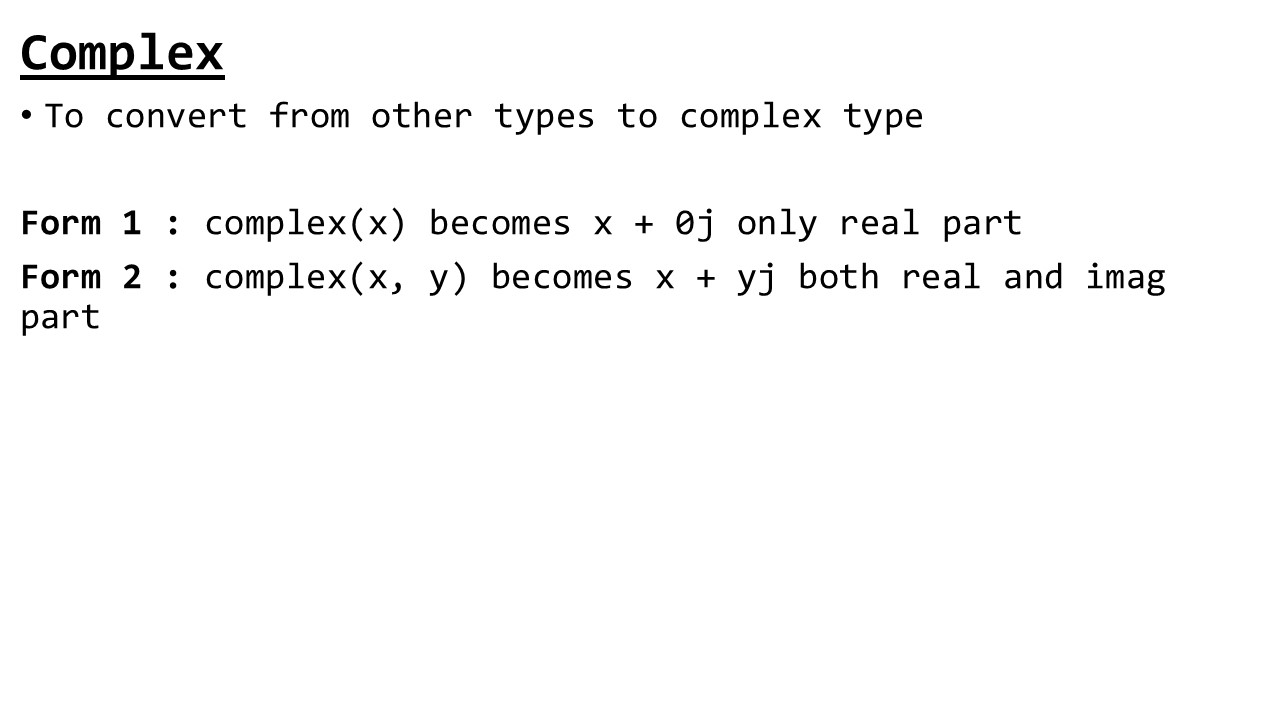 Complex
• To convert from other types to complex type
Form 1 : complex(x) becomes x + 0j only real part
Form 2 : complex(x, y) becomes x + yj both real and imag
part